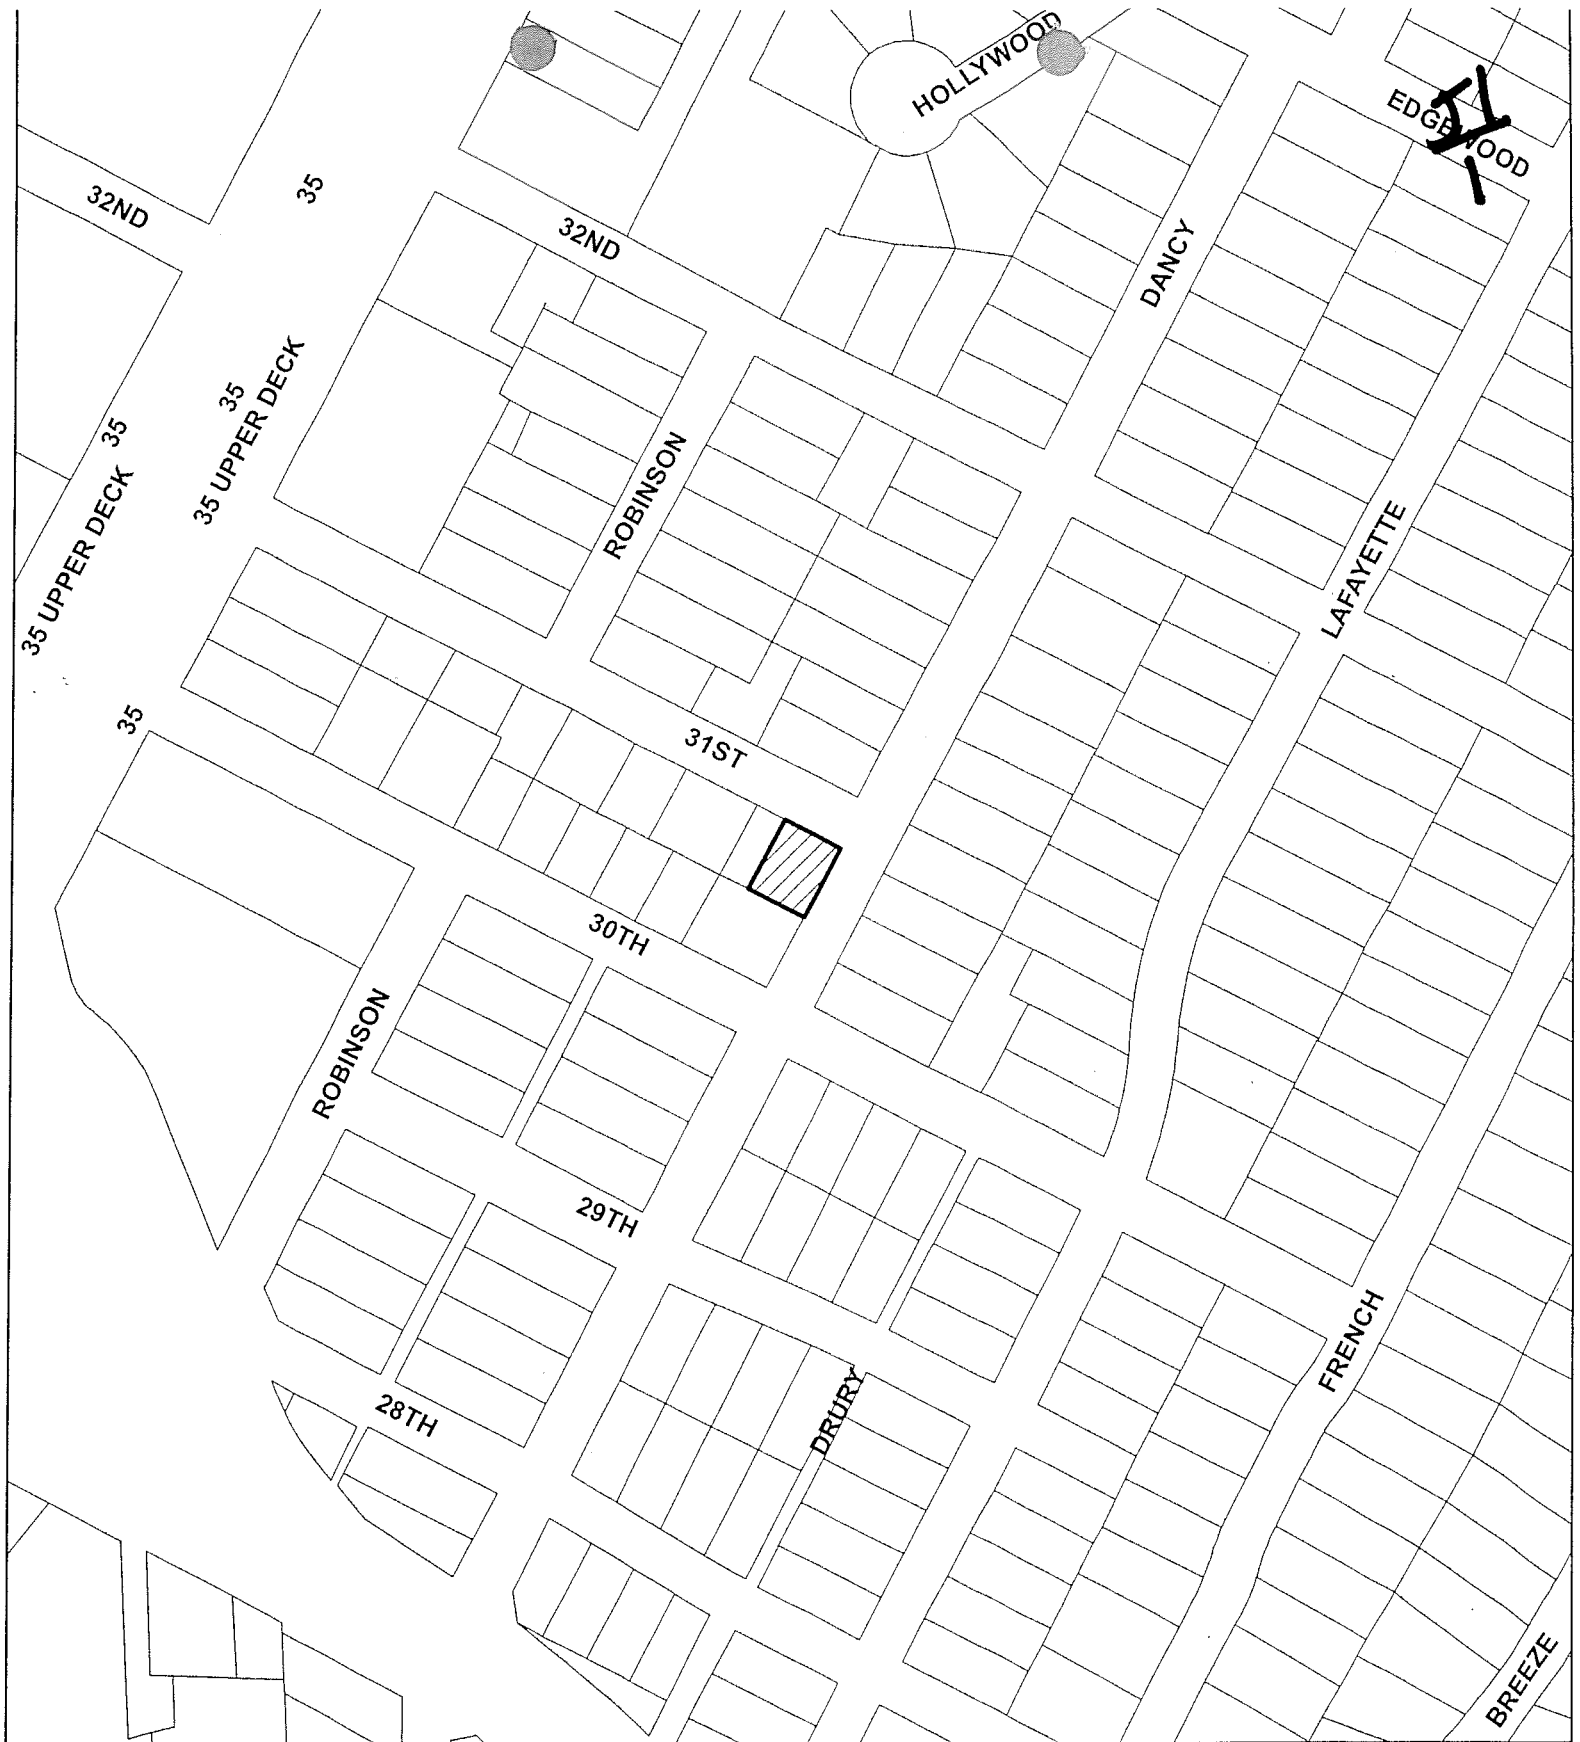 HOLLYWOOD
EDGEWOOD
32ND
35
32ND
DANCY
35 UPPER DECK
35
35
35 UPPER DECK
ROBINSON
LAFAYETTE
35
31ST
30TH
ROBINSON
29TH
FRENCH
28TH
DRURY
BREEZE